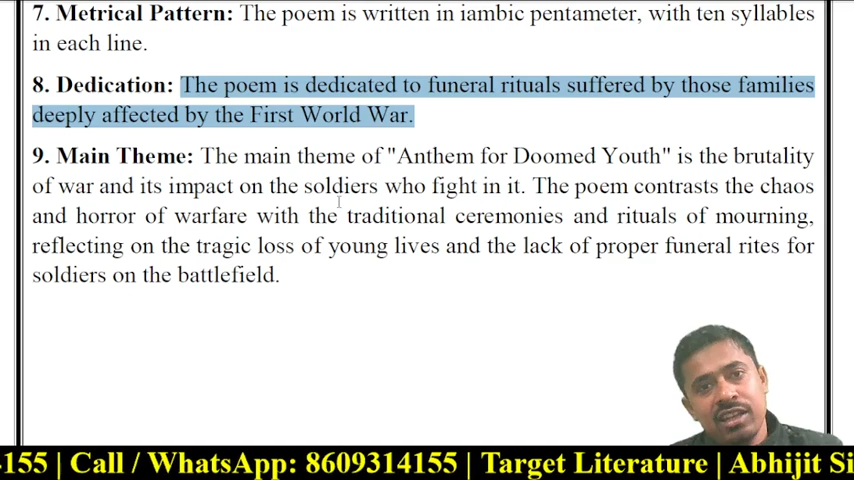 7. Metrical Pattern: The poem is written in iambic pentameter, with ten syllables
in each line.
8. Dedication: The poem is dedicated to funeral rituals suffered by those families
deeply affected by the First World War.
9. Main Theme: The main theme of "Anthem for Doomed Youth" is the brutality
of war and its impact on the soldiers who fight in it. The poem contrasts the chaos
and horror of warfare with the traditional ceremonies and rituals of mourning,
reflecting on the tragic loss of young lives and the lack of proper funeral rites for
soldiers on the battlefield.
155 | Call / WhatsApp: 8609314155 | Target Literature | Abhijit Si